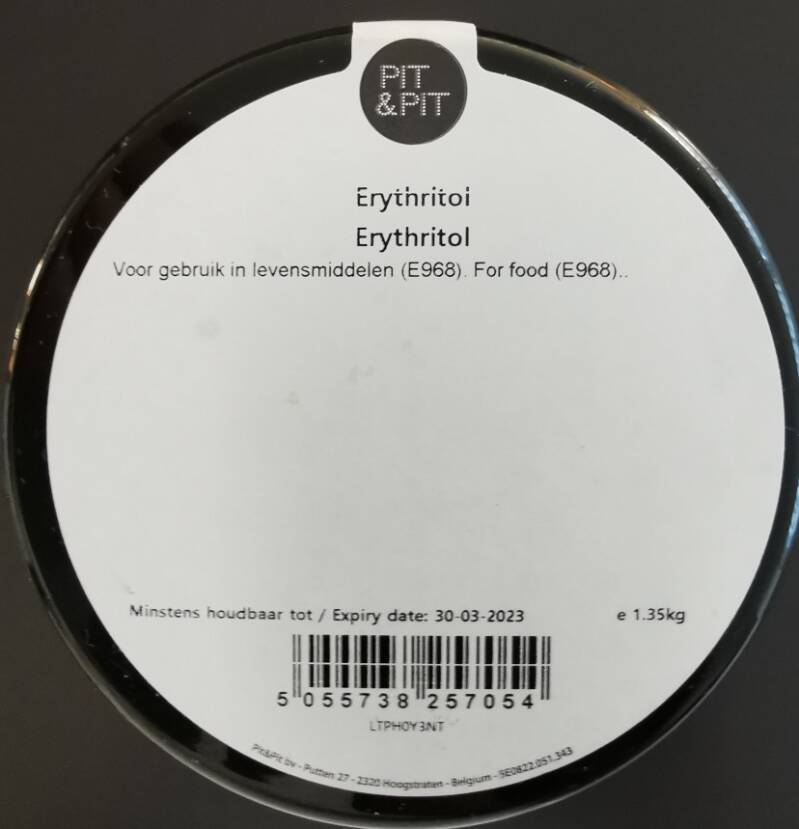 PIT
&PIT
Erythritol
Erythritol
Voor gebruik in levensmiddelen (E968). For food (E968)..
Minstens houdbaar tot / Expiry date: 30-03-2023
e 1.35kg
5 055738 257054
LTPH0Y3NT
Pit&Pit bv - Putten 27 - 2320 Hoogstraten - Belgium - BE0822.051.343